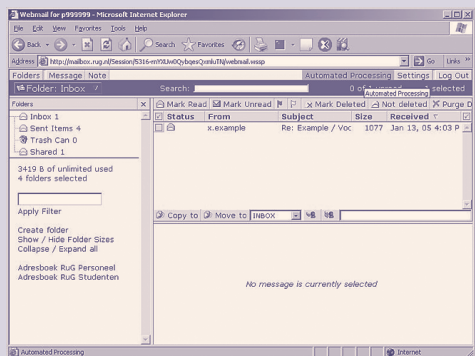 Webmail for p999999 - Microsoft Internet Explorer
File Edit View Favorites Tools Help
Back Search Favorites
Address http://mailbox.rug.nl/Session/5316-mYXUw0QybqesQxmluTNj/webmail.wssp Go Links »
Folders Message Note Automated Processing Settings Log Out
Folder: Inbox Search: 0 of 1 selected
Automated Processing
Folders × Mark Read Mark Unread Mark Deleted Not deleted Purge D
Status From Subject Size Received
Inbox 1 x.example Re: Example / Voc 1077 Jan 13, 05 4:03 P
Sent Items 4
Trash Can 0
Shared 1
3419 B of unlimited used
4 folders selected
Apply Filter
Copy to Move to INBOX
Create folder
Show / Hide Folder Sizes
Collapse / Expand all
Adresboek RuG Personeel
Adresboek RuG Studenten
No message is currently selected
Automated Processing Internet